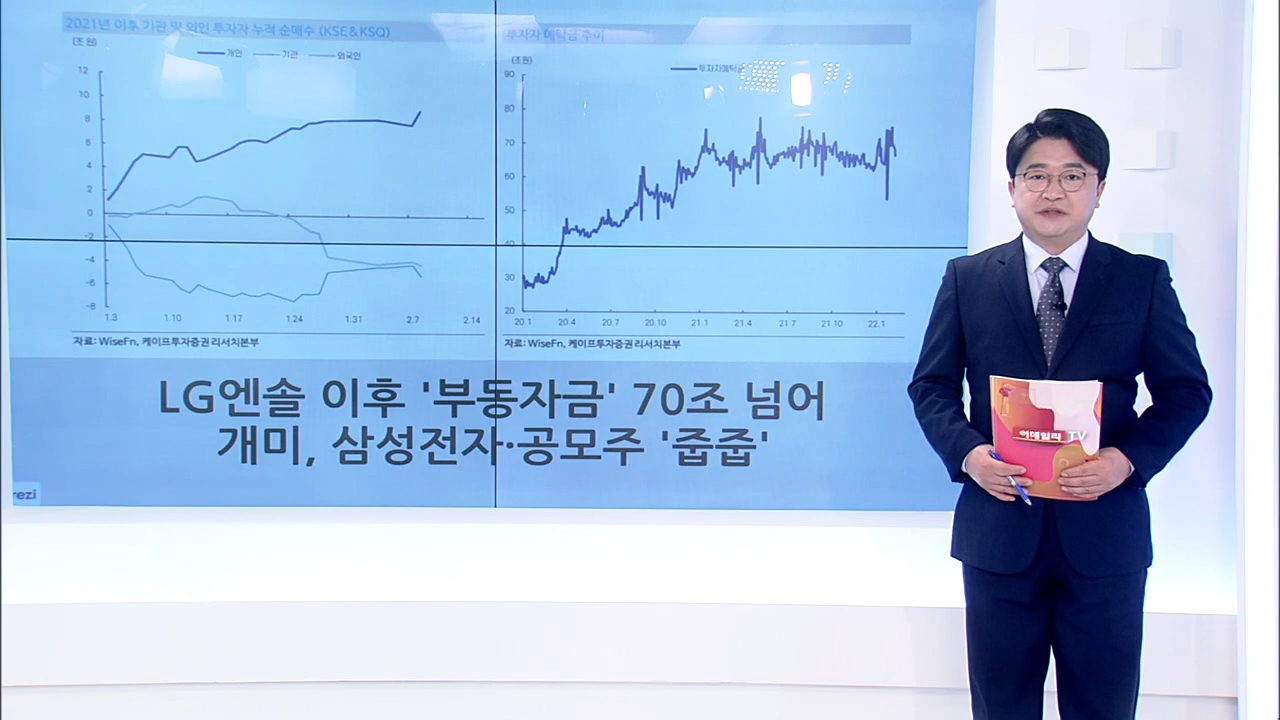 2021년 이후 기관 및 외인 투자자 누적 순매수 (KSE&KSQ)
(조 원)
개인 기관 외국인
12
10
8
6
4
2
0
-2
-4
-6
-8
1.3 1.10 1.17 1.24 1.31 2.7 2.14
자료: WiseFn, 케이프투자증권 리서치본부
투자자 예탁금 추이
(조원)
투자자예탁금
90
80
70
60
50
40
30
20
20.1 20.4 20.7 20.10 21.1 21.4 21.7 21.10 22.1
자료: WiseFn, 케이프투자증권 리서치본부
LG엔솔 이후 '부동자금' 70조 넘어
개미, 삼성전자·공모주 '줍줍'
rezi
이데일리 TV